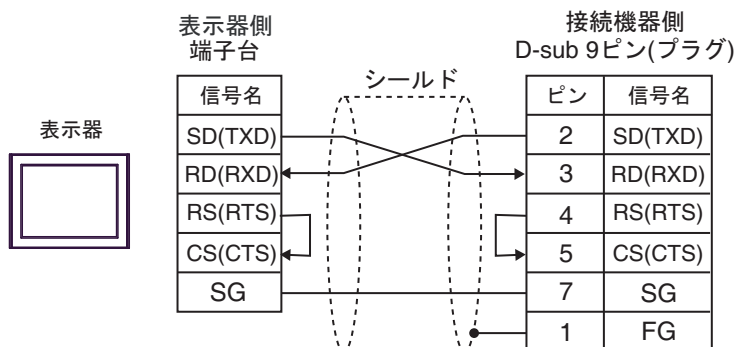 表示器側
端子台
接続機器側
D-sub 9ピン(プラグ)
シールド
表示器
信号名
ピン 信号名
SD(TXD) 2 SD(TXD)
RD(RXD) 3 RD(RXD)
RS(RTS) 4 RS(RTS)
CS(CTS) 5 CS(CTS)
SG 7 SG
1 FG